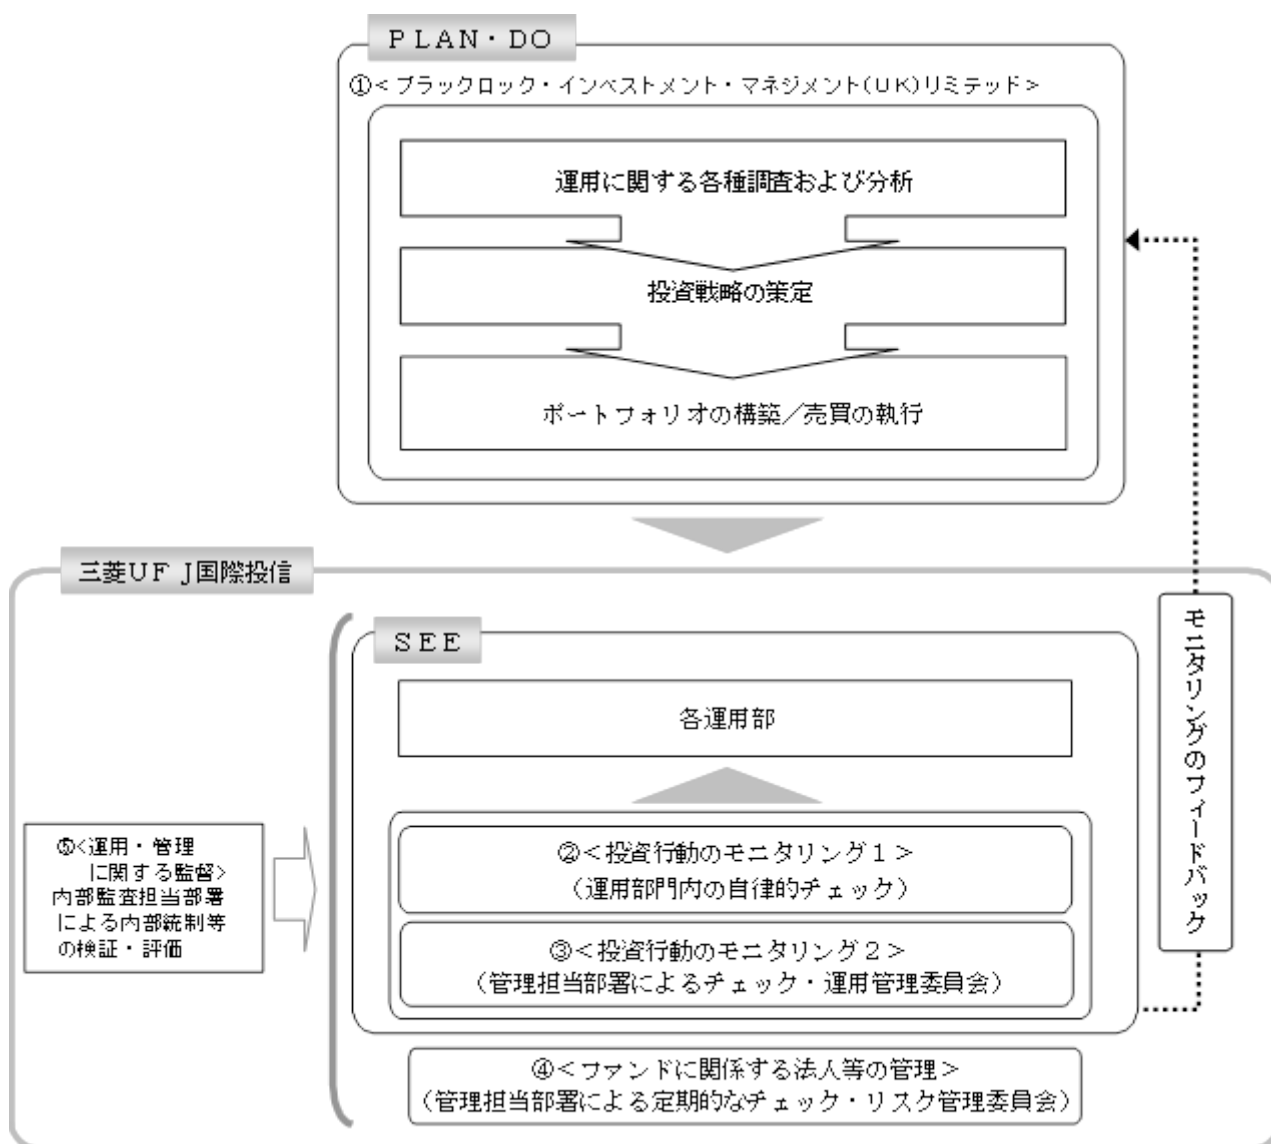 ＰＬＡＮ・ＤＯ
①＜ブラックロック・インベストメント・マネジメント(ＵＫ)リミテッド＞
運用に関する各種調査および分析
投資戦略の策定
ポートフォリオの構築／売買の執行
三菱ＵＦＪ国際投信
ＳＥＥ
各運用部
②＜投資行動のモニタリング１＞
（運用部門内の自律的チェック）
③＜投資行動のモニタリング２＞
（管理担当部署によるチェック・運用管理委員会）
④＜ファンドに関係する法人等の管理＞
（管理担当部署による定期的なチェック・リスク管理委員会）
⑤<運用・管理
に関する監督>
内部監査担当部署
による内部統制等
の検証・評価
モニタリングのフィードバック